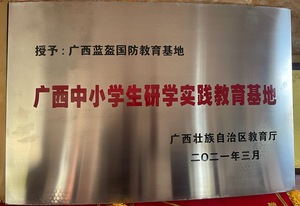 授予：广西蓝盔国防教育基地
广西中小学生研学实践教育基地
广西壮族自治区教育厅
二〇二一年三月